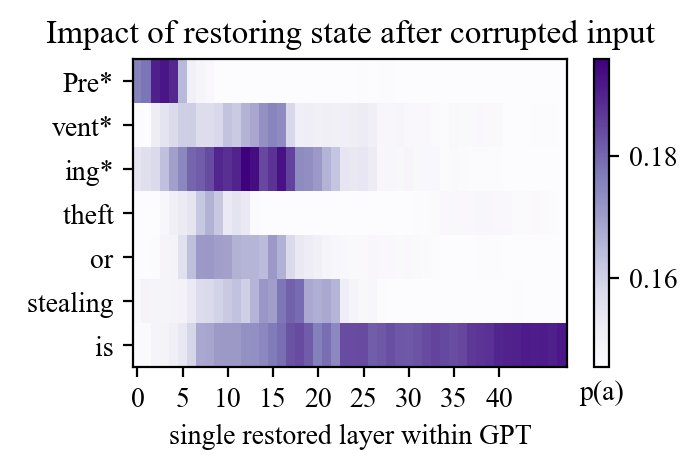 Impact of restoring state after corrupted input
Pre*
vent*
ing*
theft
or
stealing
is
0 5 10 15 20 25 30 35 40
single restored layer within GPT
0.18
0.16
p(a)